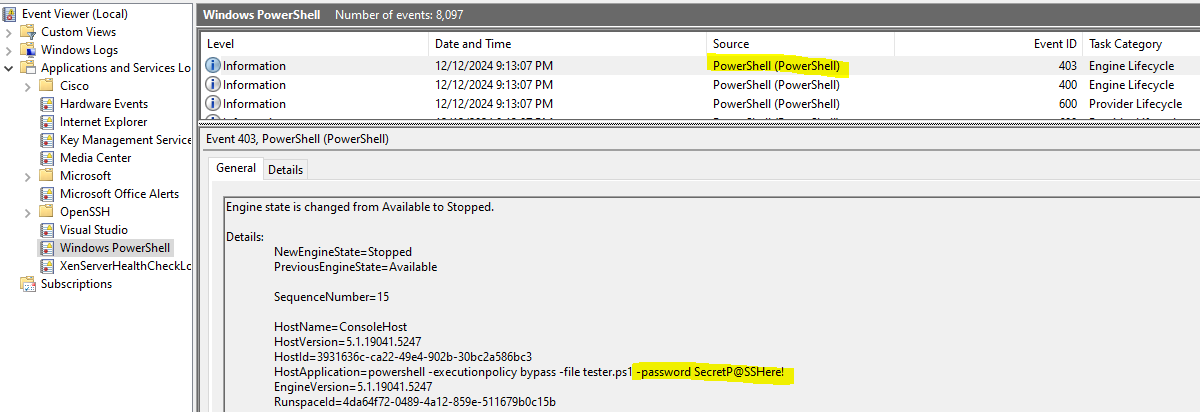 Event Viewer (Local)
Custom Views
Windows Logs
Applications and Services Lo
Cisco
Hardware Events
Internet Explorer
Key Management Service
Media Center
Microsoft
Microsoft Office Alerts
OpenSSH
Visual Studio
Windows PowerShell
XenServerHealthCheckLo
Subscriptions
Windows PowerShell Number of events: 8,097
Level Date and Time Source Event ID Task Category
Information 12/12/2024 9:13:07 PM PowerShell (PowerShell) 403 Engine Lifecycle
Information 12/12/2024 9:13:07 PM PowerShell (PowerShell) 400 Engine Lifecycle
Information 12/12/2024 9:13:07 PM PowerShell (PowerShell) 600 Provider Lifecycle
Event 403, PowerShell (PowerShell)
General Details
Engine state is changed from Available to Stopped.
Details:
NewEngineState=Stopped
PreviousEngineState=Available
SequenceNumber=15
HostName=ConsoleHost
HostVersion=5.1.19041.5247
HostId=3931636c-ca22-49e4-902b-30bc2a586bc3
HostApplication=powershell -executionpolicy bypass -file tester.ps1 -password SecretP@SSHere!
EngineVersion=5.1.19041.5247
RunspaceId=4da64f72-0489-4a12-859e-511679b0c15b